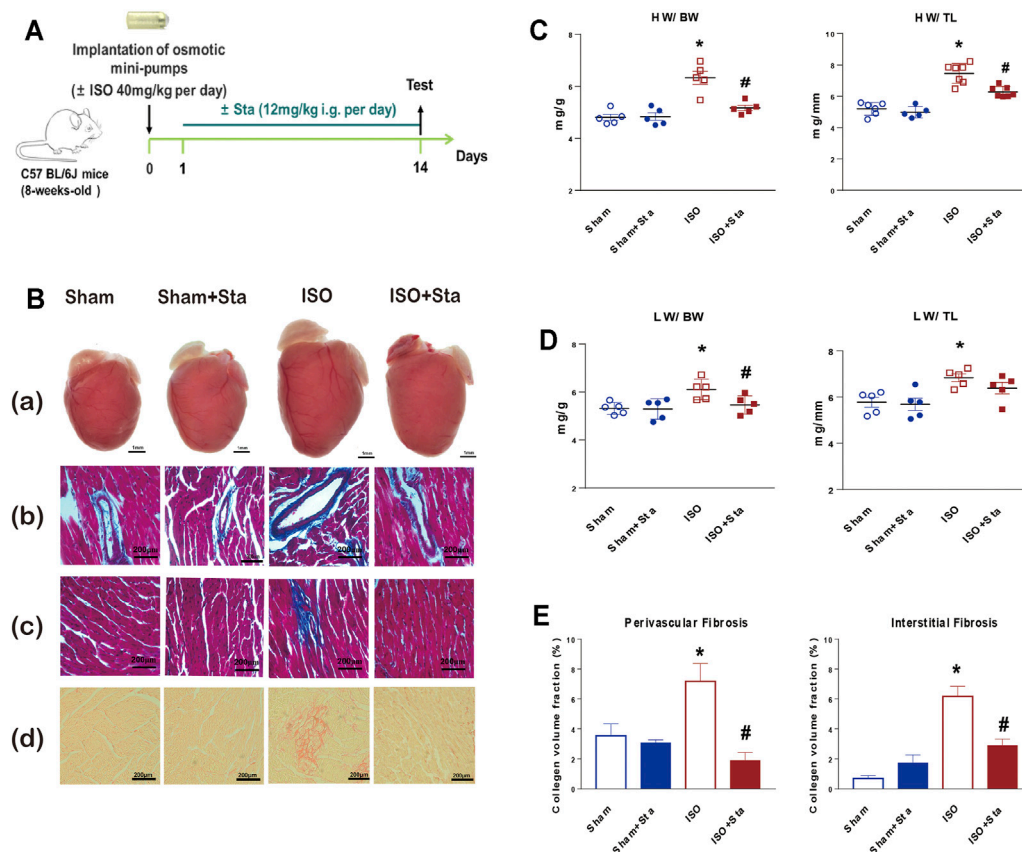 A
Implantation of osmotic
mini-pumps
(± ISO 40mg/kg per day)
Test
± Sta (12mg/kg i.g. per day)
Days
0
1
14
C57 BL/6J mice
(8-weeks-old )
B
Sham
Sham+Sta
ISO
ISO+Sta
(a)
1mm
1mm
1mm
1mm
(b)
200μm
200μm
200μm
(c)
200μm
200μm
200μm
200μm
(d)
200μm
200μm
200μm
200μm
C
HW/BW
mg/g
8
6
4
2
*
#
Sham
Sham+Sta
ISO
ISO+Sta
HW/TL
mg/mm
10
8
6
4
2
0
*
#
Sham
Sham+Sta
ISO
ISO+Sta
D
LW/BW
mg/g
8
6
4
2
*
#
Sham
Sham+Sta
ISO
ISO+Sta
LW/TL
mg/mm
8
6
4
2
*
Sham
Sham+Sta
ISO
ISO+Sta
E
Perivascular Fibrosis
Collegen volume fraction (%)
10
8
6
4
2
0
*
#
Sham
Sham+Sta
ISO
ISO+Sta
Interstitial Fibrosis
Collegen volume fraction (%)
10
8
6
4
2
0
*
#
Sham
Sham+Sta
ISO
ISO+Sta